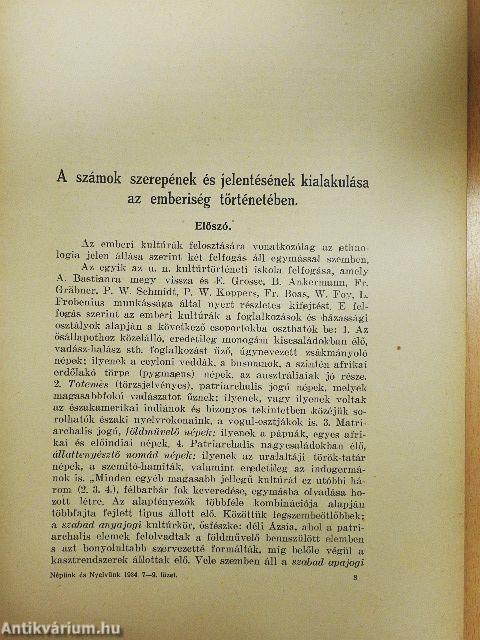 A számok szerepének és jelentésének kialakulása
az emberiség történetében.
Előszó.
Az emberi kultúrák felosztására vonatkozólag az ethno-
logia jelen állása szerint két felfogás áll egymással szemben.
Az egyik az u. n. kultúrtörténeti iskola felfogása, amely
A. Bastianra megy vissza és E. Grosse, B. Ankermann, Fr.
Gräbner, P. W. Schmidt, P. W. Koppers, Fr. Boas, W. Foy, L.
Frobenius munkássága által nyert részletes kifejtést. E fel-
fogás szerint az emberi kultúrák a foglalkozások és házassági
osztályok alapján a következő csoportokba oszthatók be: 1. Az
ősállapothoz közelálló, eredetileg monogám kiscsaládokban élő,
vadász-halász stb. foglalkozást űző, úgynevezett zsákmányoló
népek; ilyenek a ceyloni veddák, a busmanok, a szintén afrikai
erdőlakó törpe (pygmaens) népek, az ausztráliaiak jó része.
2. Totemes (törzsjelvényes), patriarchalis jogú népek, melyek
magasabbfokú vadászatot űznek; ilyenek, vagy ilyenek voltak
az északamerikai indiánok és bizonyos tekintetben közéjük so-
rolhatók északi nyelvrokonaink, a vogul-osztjákok is. 3. Matri-
archalis jogú, földművelő népek: ilyenek a pápuák, egyes afri-
kai és előindiai népek, 4. Patriarchalis nagycsaládokban élő,
állattenyésztő nomád népek; ilyenek az uralaltáji török-tatár
népek, a szemito-hamiták, valamint eredetileg az indogermá-
nok is. „Minden egyéb magasabb jellegű kultúrát ez utóbbi há-
rom (2. 3. 4.), félbarbár fok keveredése, egymásba olvadása ho-
zott létre. Az alaptényezők többféle kombinációja alapján
többfajta fejlett típus állott elő. Közöttük legszembeötlőbbek;
a szabad anyajogi kultúrkör, ősfészke: déli Ázsia, ahol a patri-
archalis elemek felolvadtak a földművelő bennszülött elemben
s azt bonyolultabb szervezetté formálták, míg belőle végül a
kasztrendszerek állottak elő. Vele szemben áll a szabad apajogi
Népünk és Nyelvünk 1934. 7—9. füzet.
8
Antikvárium.hu